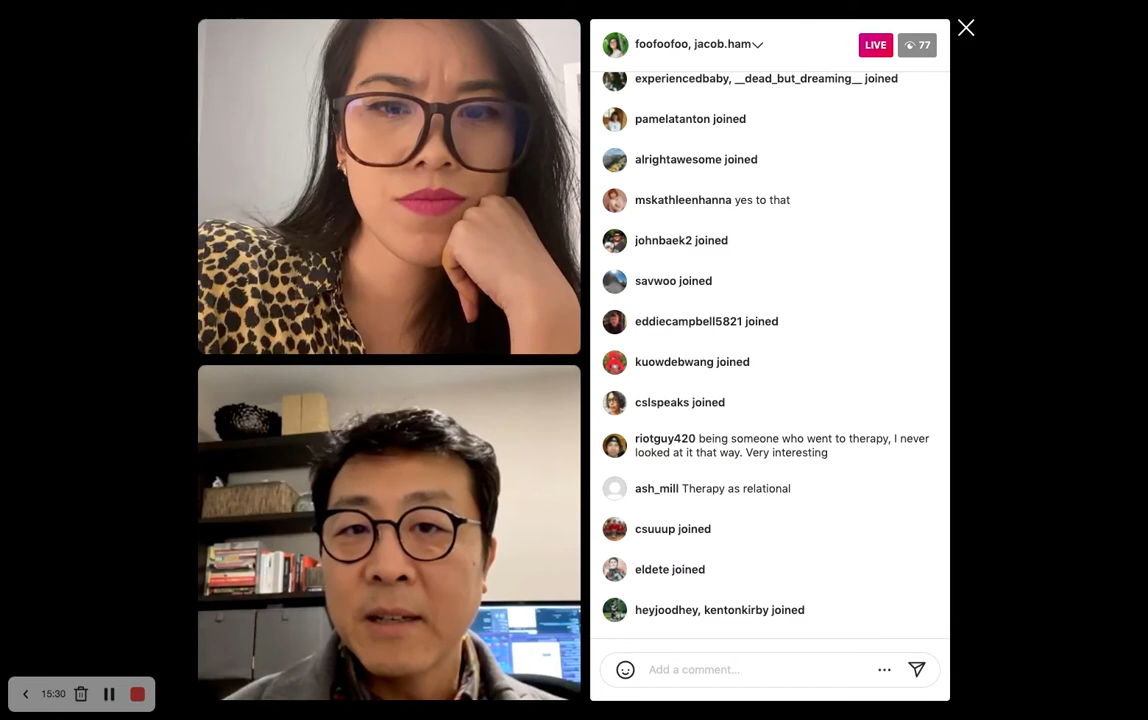 foofoofoo, jacob.ham
LIVE
77
experiencedbaby, __dead_but_dreaming__ joined
pamelatanton joined
alrightawesome joined
mskathleenhanna yes to that
johnbaek2 joined
savwoo joined
eddiecampbell5821 joined
kuowdebwang joined
cslspeaks joined
riotguy420 being someone who went to therapy, I never
looked at it that way. Very interesting
ash_mill Therapy as relational
csuuup joined
eldete joined
heyjoodhey, kentonkirby joined
Add a comment...
15:30